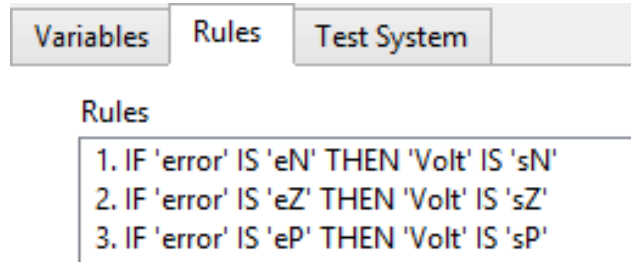 Variables Rules Test System
Rules
1. IF 'error' IS 'eN' THEN 'Volt' IS 'sN'
2. IF 'error' IS 'eZ' THEN 'Volt' IS 'sZ'
3. IF 'error' IS 'eP' THEN 'Volt' IS 'sP'